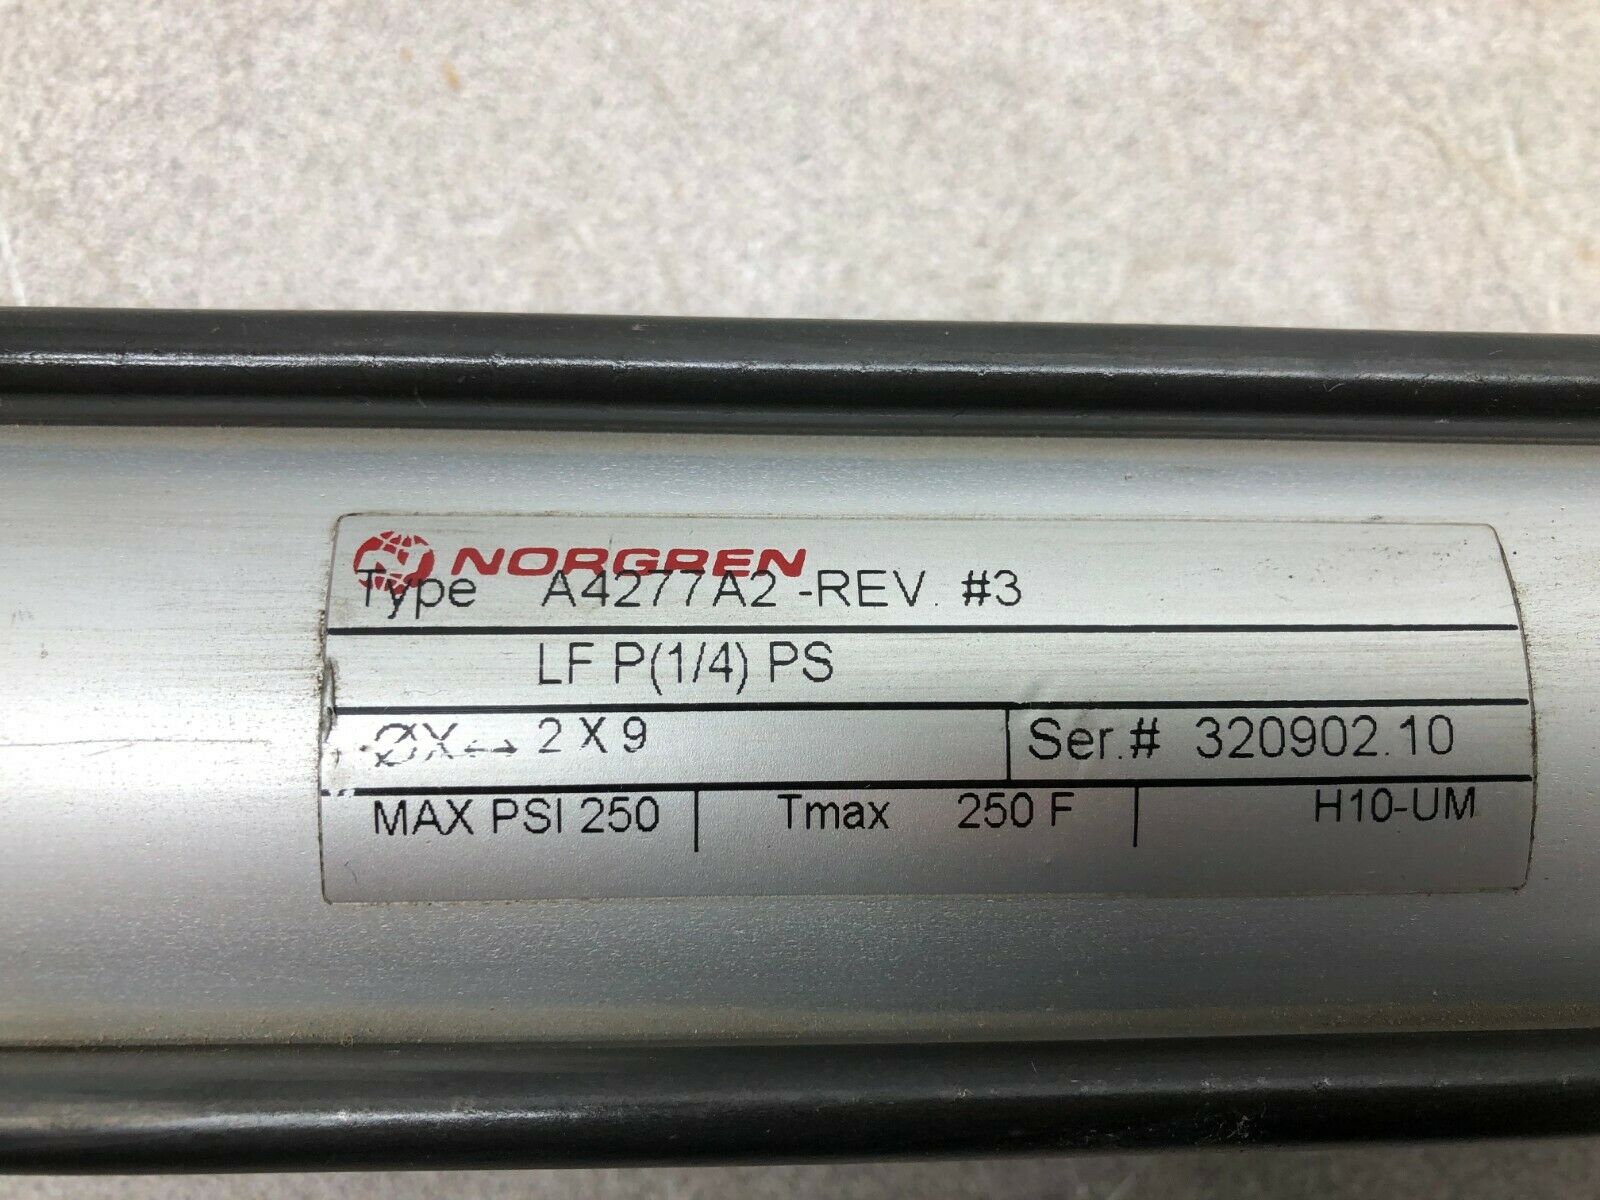 NORGREN
Type A4277A2 -REV. #3
LF P(1/4) PS
ØX↔ 2 X 9 Ser.# 320902.10
MAX PSI 250 Tmax 250 F H10-UM